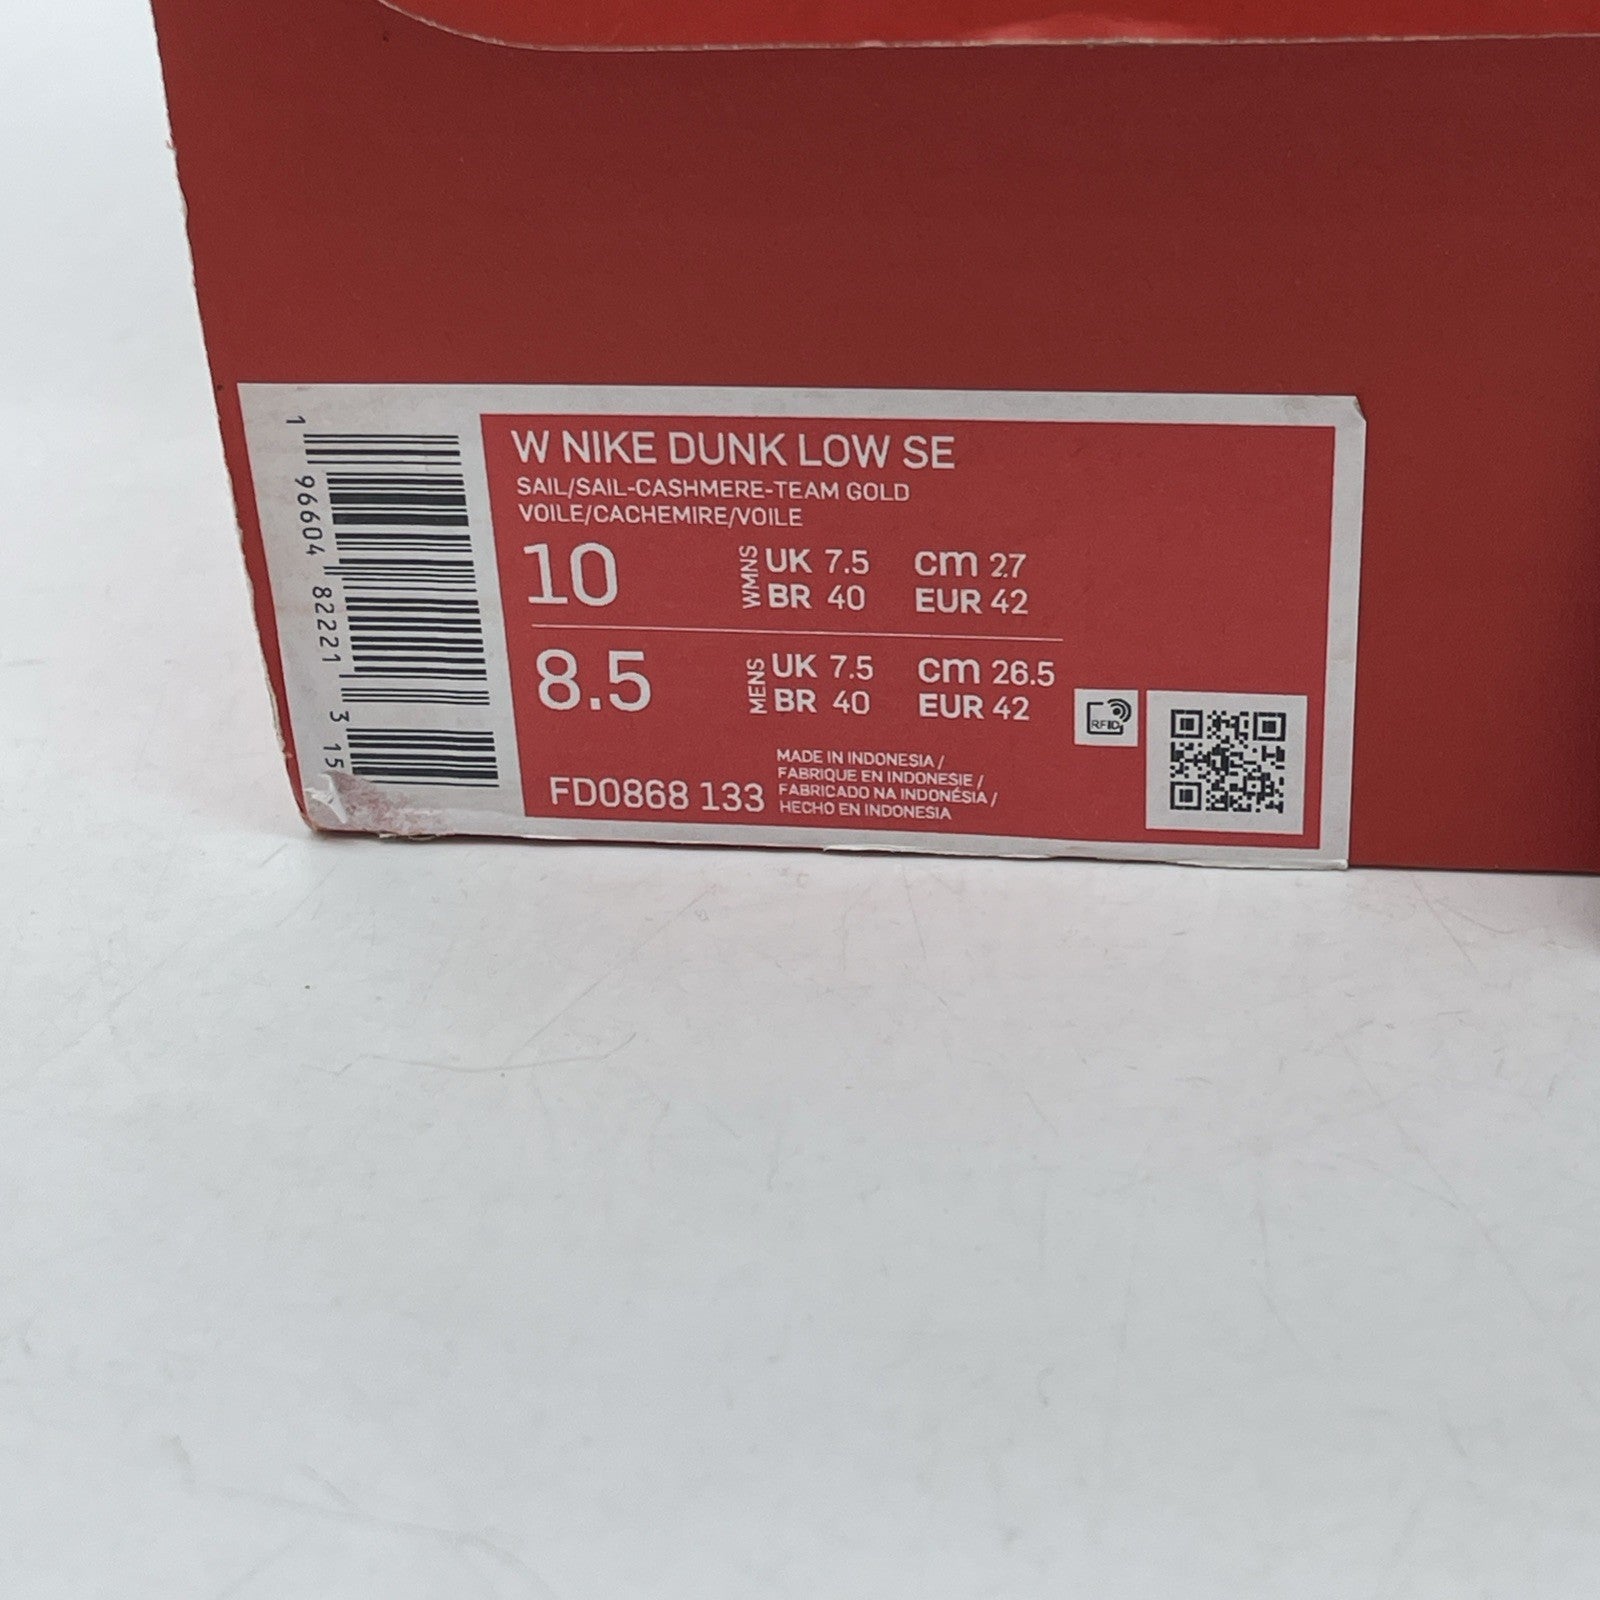 W NIKE DUNK LOW SE
SAIL/SAIL-CASHMERE-TEAM GOLD
VOILE/CACHEMIRE/VOILE
10 WMNS UK 7.5 cm 27
BR 40 EUR 42
8.5 MENS UK 7.5 cm 26.5
BR 40 EUR 42
RFID
FD0868 133
MADE IN INDONESIA /
FABRIQUE EN INDONESIE /
FABRICADO NA INDONÉSIA /
HECHO EN INDONESIA
1 96604 82221 3 15